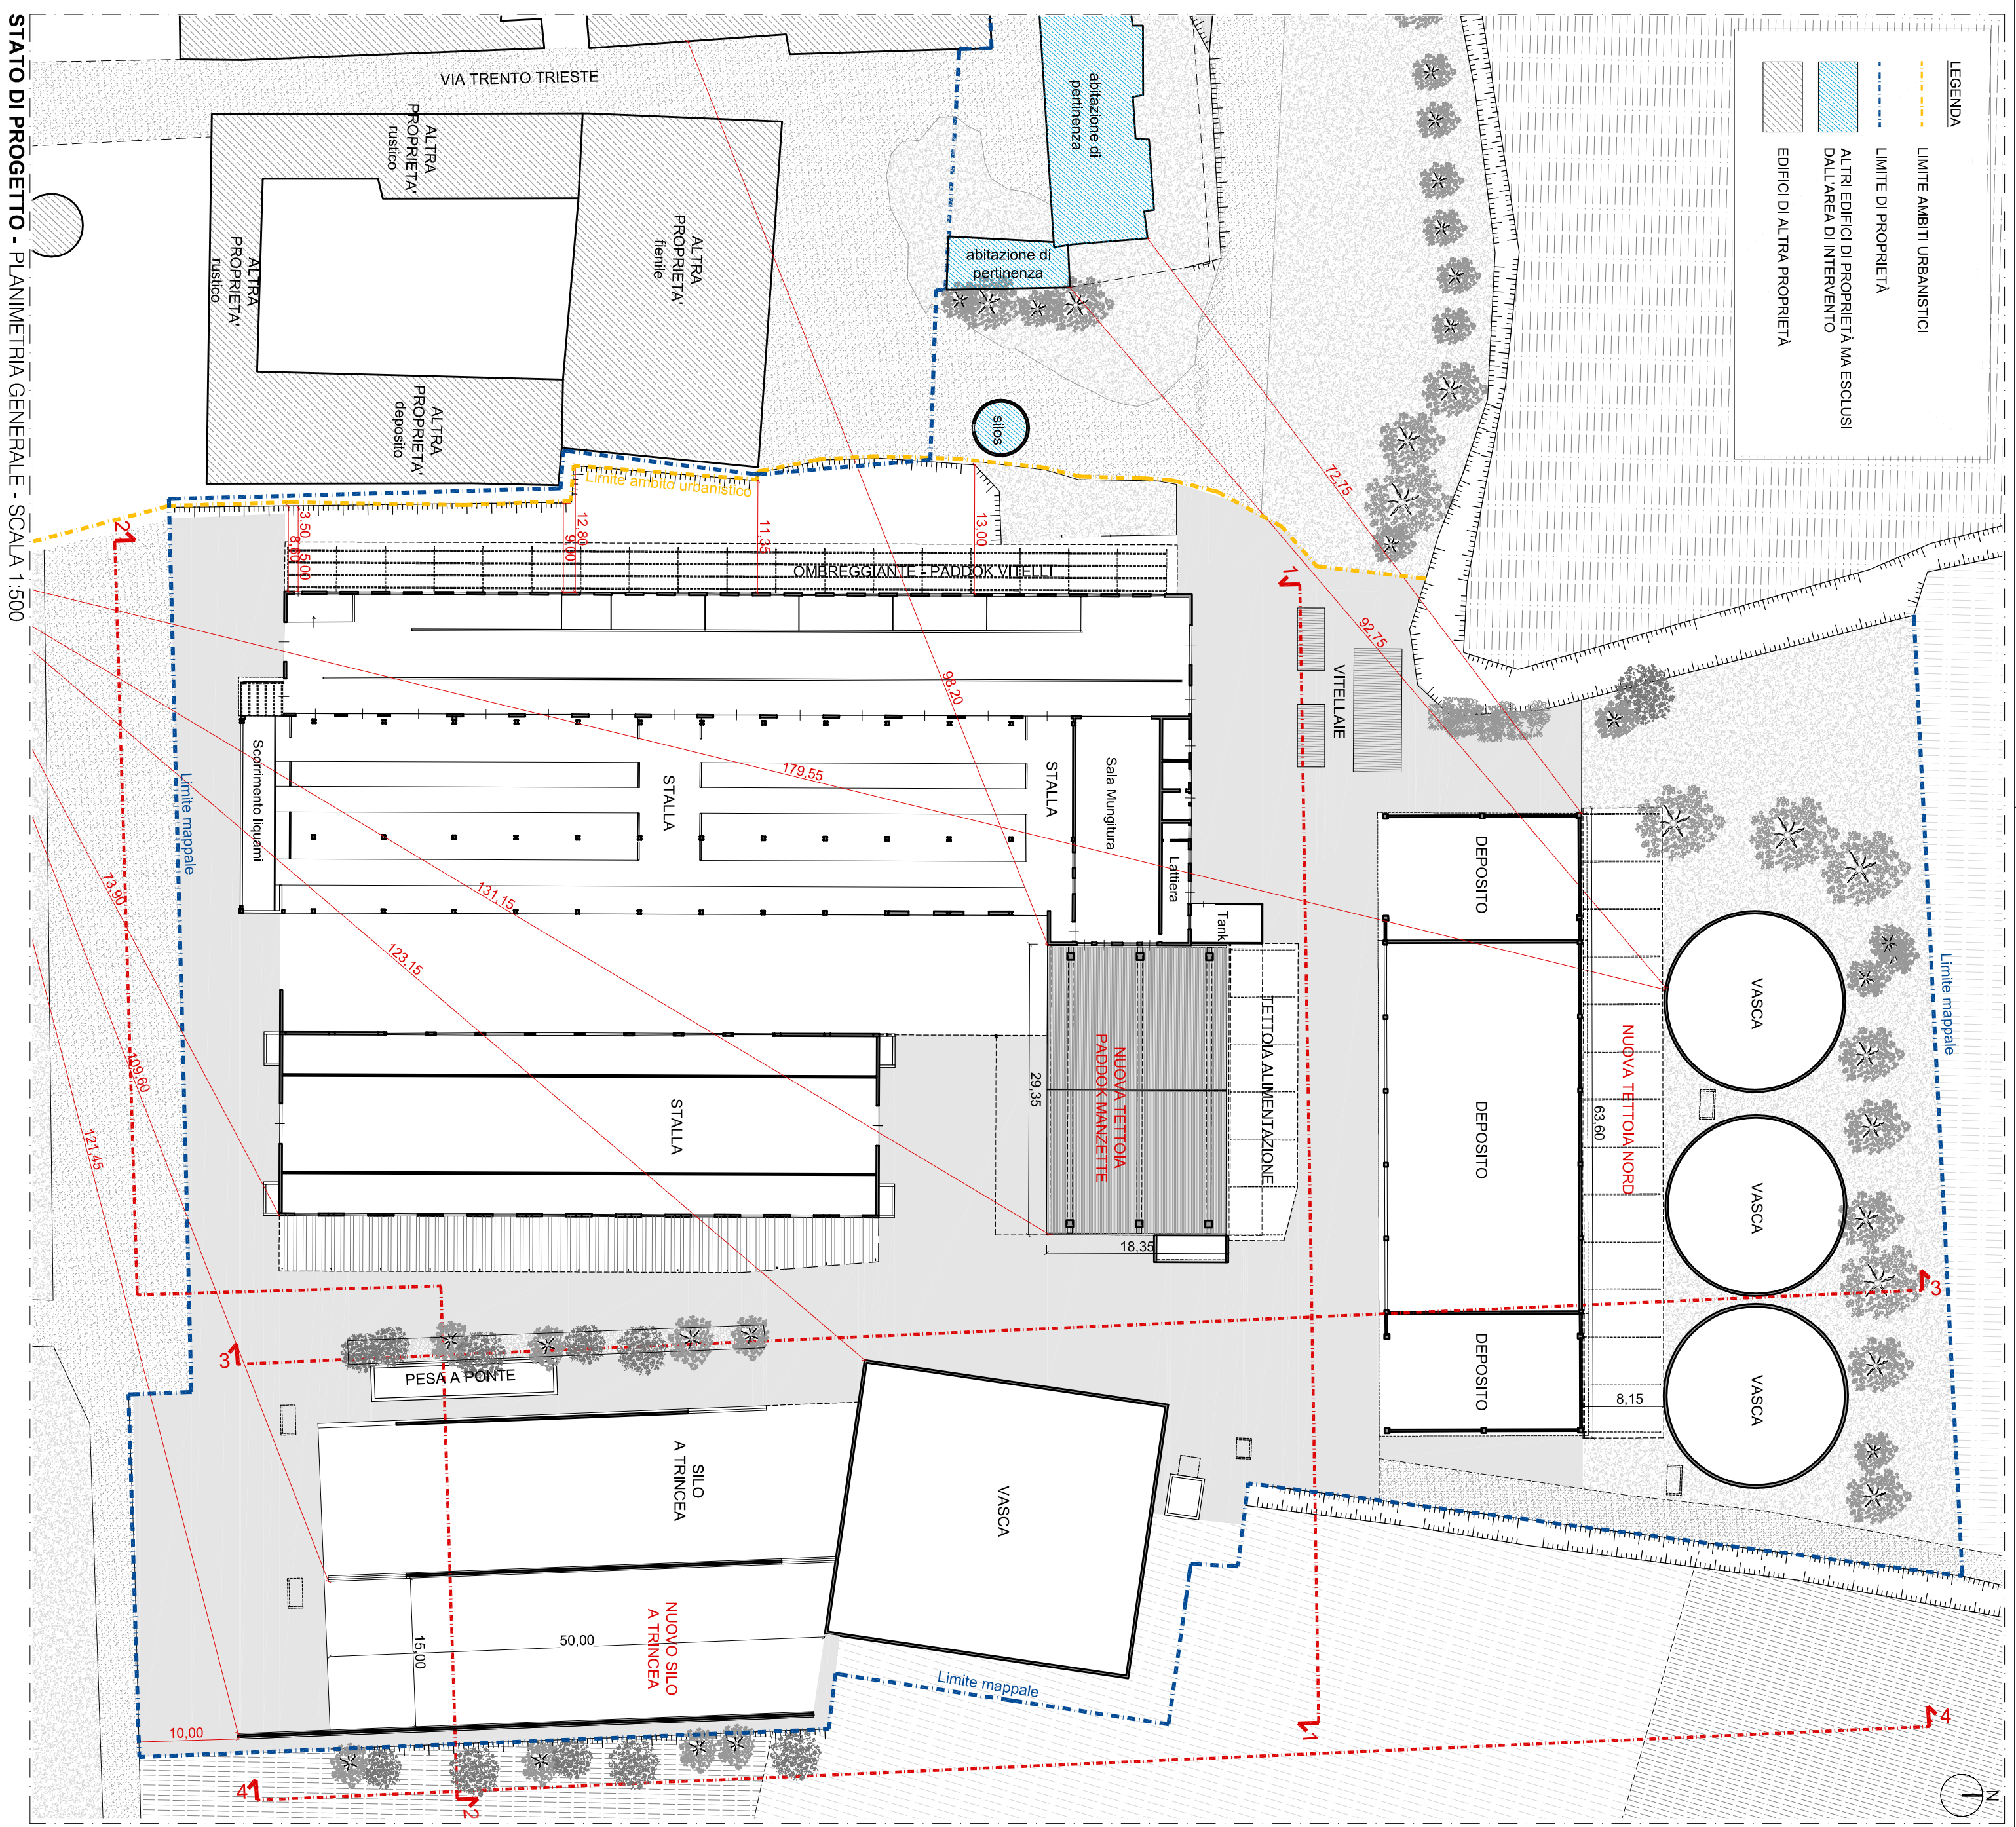 STATO DI PROGETTO - PLANIMETRIA GENERALE - SCALA 1:500
LEGENDA
LIMITE AMBITI URBANISTICI
LIMITE DI PROPRIETÀ
ALTRI EDIFICI DI PROPRIETÀ MA ESCLUSI
DALL'AREA DI INTERVENTO
EDIFICI DI ALTRA PROPRIETÀ
VIA TRENTO TRIESTE
ALTRA
PROPRIETA'
rustico
ALTRA
PROPRIETA'
fienile
ALTRA
PROPRIETA'
rustico
ALTRA
PROPRIETA'
deposito
abitazione di
pertinenza
abitazione di
pertinenza
silos
Limite ambito urbanistico
72,75
92,75
3,50
5,00
8,60
12,80
9,00
11,35
13,00
OMBREGGIANTE - PADDOK VITELLI
2
1
VITELLAIE
98,20
179,55
131,15
123,15
73,90
109,60
121,45
Limite mappale
Scorrimento liquami
STALLA
STALLA
Sala Mungitura
Lattiera
Tank
DEPOSITO
DEPOSITO
DEPOSITO
NUOVA TETTOIA NORD
63,60
8,15
VASCA
VASCA
VASCA
Limite mappale
NUOVA TETTOIA
PADDOK MANZETTE
29,35
18,35
TETTOIA ALIMENTAZIONE
STALLA
3
3
PESA A PONTE
SILO
A TRINCEA
NUOVO SILO
A TRINCEA
50,00
15,00
10,00
VASCA
Limite mappale
1
4
4
2
N